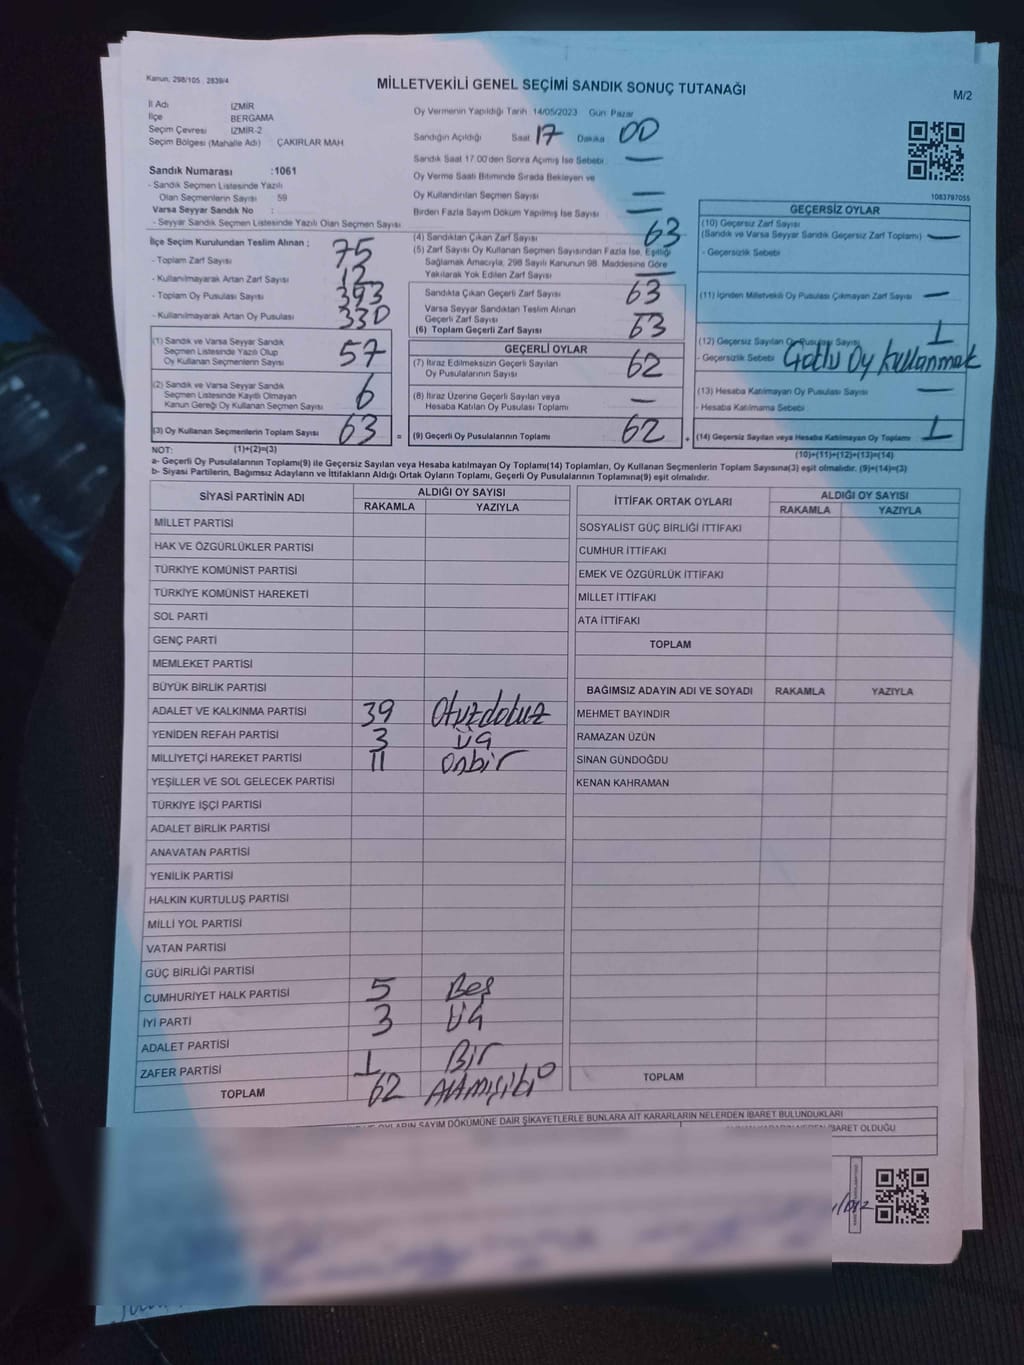 Kanun, 298/105 , 2839/4
MİLLETVEKİLİ GENEL SEÇİMİ SANDIK SONUÇ TUTANAĞI
M/2
İl Adı İZMİR
İlçe BERGAMA
Seçim Çevresi İZMİR-2
Seçim Bölgesi (Mahalle Adı) : ÇAKIRLAR MAH.
Sandık Numarası :1061
- Sandık Seçmen Listesinde Yazılı
Olan Seçmenlerin Sayısı 59
Varsa Seyyar Sandık No :
- Seyyar Sandık Seçmen Listesinde Yazılı Olan Seçmen Sayısı
Oy Vermenin Yapıldığı Tarih 14/05/2023 Gün Pazar
Sandığın Açıldığı Saat 17 Dakika 00
Sandık Saat 17.00'den Sonra Açımış İse Sebebi —
Oy Verme Saati Bitiminde Sırada Bekleyen ve
Oy Kullandırılan Seçmen Sayısı —
Birden Fazla Sayım Döküm Yapılmış İse Sayısı —
1083797055
İlçe Seçim Kurulundan Teslim Alınan ;
- Toplam Zarf Sayısı 75
- Kullanılmayarak Artan Zarf Sayısı 12
- Toplam Oy Pusulası Sayısı 393
- Kullanılmayarak Artan Oy Pusulası 330
(1) Sandık ve Varsa Seyyar Sandık
Seçmen Listesinde Yazılı Olup
Oy Kullanan Seçmenlerin Sayısı 57
(2) Sandık ve Varsa Seyyar Sandık
Seçmen Listesinde Kayıtlı Olmayan
Kanun Gereği Oy Kullanan Seçmen Sayısı 6
(3) Oy Kullanan Seçmenlerin Toplam Sayısı 63
(4) Sandıktan Çıkan Zarf Sayısı 63
(5) Zarf Sayısı Oy Kullanan Seçmen Sayısından Fazla İse, Eşitliği
Sağlamak Amacıyla, 298 Sayılı Kanunun 98. Maddesine Göre
Yakılarak Yok Edilen Zarf Sayısı —
Sandıkta Çıkan Geçerli Zarf Sayısı 63
Varsa Seyyar Sandıktan Teslim Alınan
Geçerli Zarf Sayısı —
(6) Toplam Geçerli Zarf Sayısı 63
GEÇERLİ OYLAR
(7) İtiraz Edilmeksizin Geçerli Sayılan
Oy Pusulalarının Sayısı 62
(8) İtiraz Üzerine Geçerli Sayılan veya
Hesaba Katılan Oy Pusulası Toplamı —
= (9) Geçerli Oy Pusulalarının Toplamı 62 +
GEÇERSİZ OYLAR
(10) Geçersiz Zarf Sayısı
(Sandık ve Varsa Seyyar Sandık Geçersiz Zarf Toplamı) —
- Geçersizlik Sebebi
(11) İçinden Milletvekili Oy Pusulası Çıkmayan Zarf Sayısı —
(12) Geçersiz Sayılan Oy Pusulası Sayısı 1
- Geçersizlik Sebebi Oy Kullanmak
(13) Hesaba Katılmayan Oy Pusulası Sayısı —
- Hesaba Katılmama Sebebi
(14) Geçersiz Sayılan veya Hesaba Katılmayan Oy Toplamı 1
NOT: (1)+(2)=(3) (10)+(11)+(12)+(13)=(14)
a- Geçerli Oy Pusulalarının Toplamı(9) ile Geçersiz Sayılan veya Hesaba katılmayan Oy Toplamı(14) Toplamları, Oy Kullanan Seçmenlerin Toplam Sayısına(3) eşit olmalıdır. (9)+(14)=(3)
b- Siyasi Partilerin, Bağımsız Adayların ve İttifakların Aldığı Ortak Oyların Toplamı, Geçerli Oy Pusulalarının Toplamına(9) eşit olmalıdır.
SİYASİ PARTİNİN ADI ALDIĞI OY SAYISI
RAKAMLA YAZIYLA
MİLLET PARTİSİ
HAK VE ÖZGÜRLÜKLER PARTİSİ
TÜRKİYE KOMÜNİST PARTİSİ
TÜRKİYE KOMÜNİST HAREKETİ
SOL PARTİ
GENÇ PARTİ
MEMLEKET PARTİSİ
BÜYÜK BİRLİK PARTİSİ
ADALET VE KALKINMA PARTİSİ 39 Otuzdokuz
YENİDEN REFAH PARTİSİ 3 Üç
MİLLİYETÇİ HAREKET PARTİSİ 11 Onbir
YEŞİLLER VE SOL GELECEK PARTİSİ
TÜRKİYE İŞÇİ PARTİSİ
ADALET BİRLİK PARTİSİ
ANAVATAN PARTİSİ
YENİLİK PARTİSİ
HALKIN KURTULUŞ PARTİSİ
MİLLİ YOL PARTİSİ
VATAN PARTİSİ
GÜÇ BİRLİĞİ PARTİSİ
CUMHURİYET HALK PARTİSİ 5 Beş
İYİ PARTİ 3 Üç
ADALET PARTİSİ
ZAFER PARTİSİ 1 Bir
TOPLAM 62 Atmışiki
İTTİFAK ORTAK OYLARI ALDIĞI OY SAYISI
RAKAMLA YAZIYLA
SOSYALİST GÜÇ BİRLİĞİ İTTİFAKI
CUMHUR İTTİFAKI
EMEK VE ÖZGÜRLÜK İTTİFAKI
MİLLET İTTİFAKI
ATA İTTİFAKI
TOPLAM
BAĞIMSIZ ADAYIN ADI VE SOYADI RAKAMLA YAZIYLA
MEHMET BAYINDIR
RAMAZAN ÜZÜN
SİNAN GÜNDOĞDU
KENAN KAHRAMAN
TOPLAM
OYLARIN SAYIM DÖKÜMÜNE DAİR ŞİKAYETLERLE BUNLARA AİT KARARLARIN NELERDEN İBARET BULUNDUKLARI
İBARET OLDUĞU